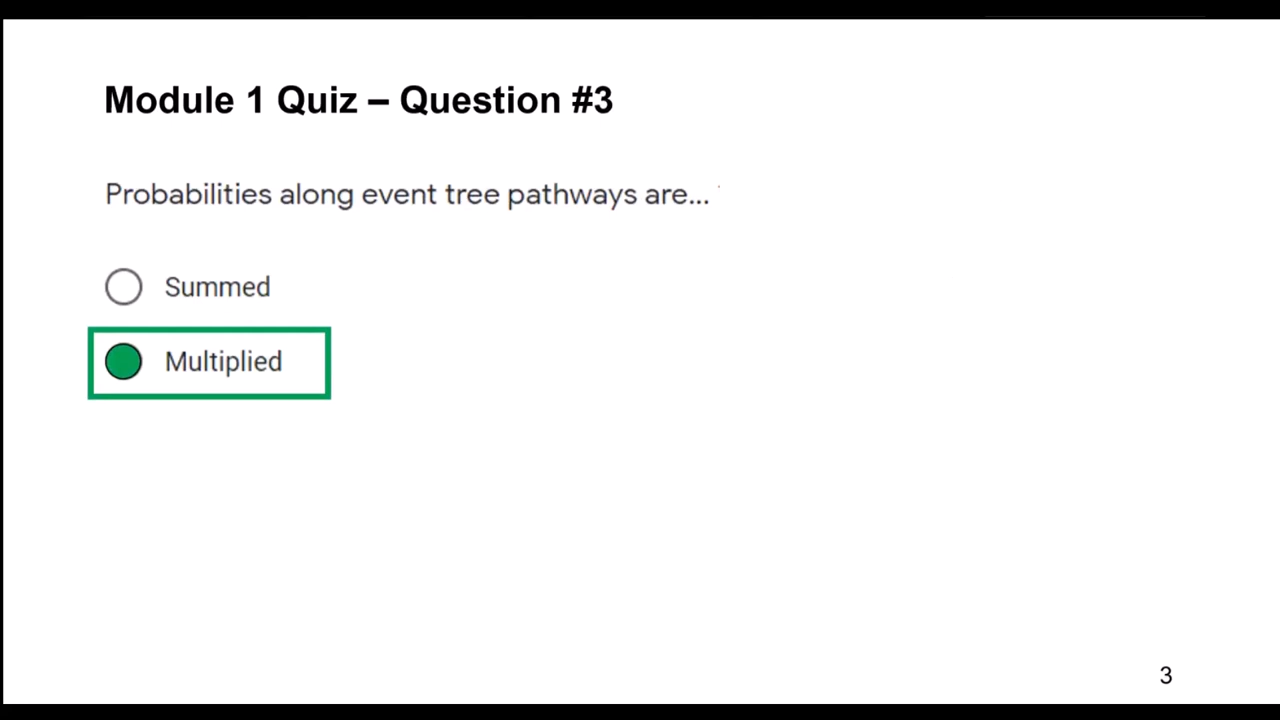 Module 1 Quiz – Question #3
Probabilities along event tree pathways are...
Summed
Multiplied
3